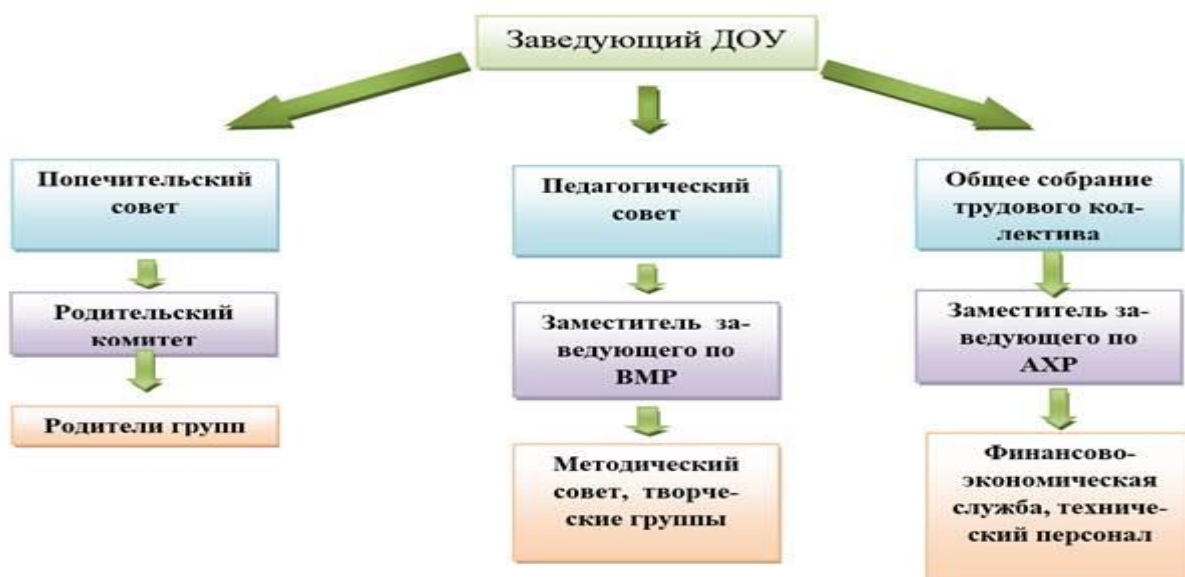 Заведующий ДОУ
Попечительский
совет
Педагогический
совет
Общее собрание
трудового кол-
лектива
Родительский
комитет
Заместитель за-
ведующего по
ВМР
Заместитель за-
ведующего по
АХР
Родители групп
Методический
совет, творче-
ские группы
Финансово-
экономическая
служба, техниче-
ский персонал